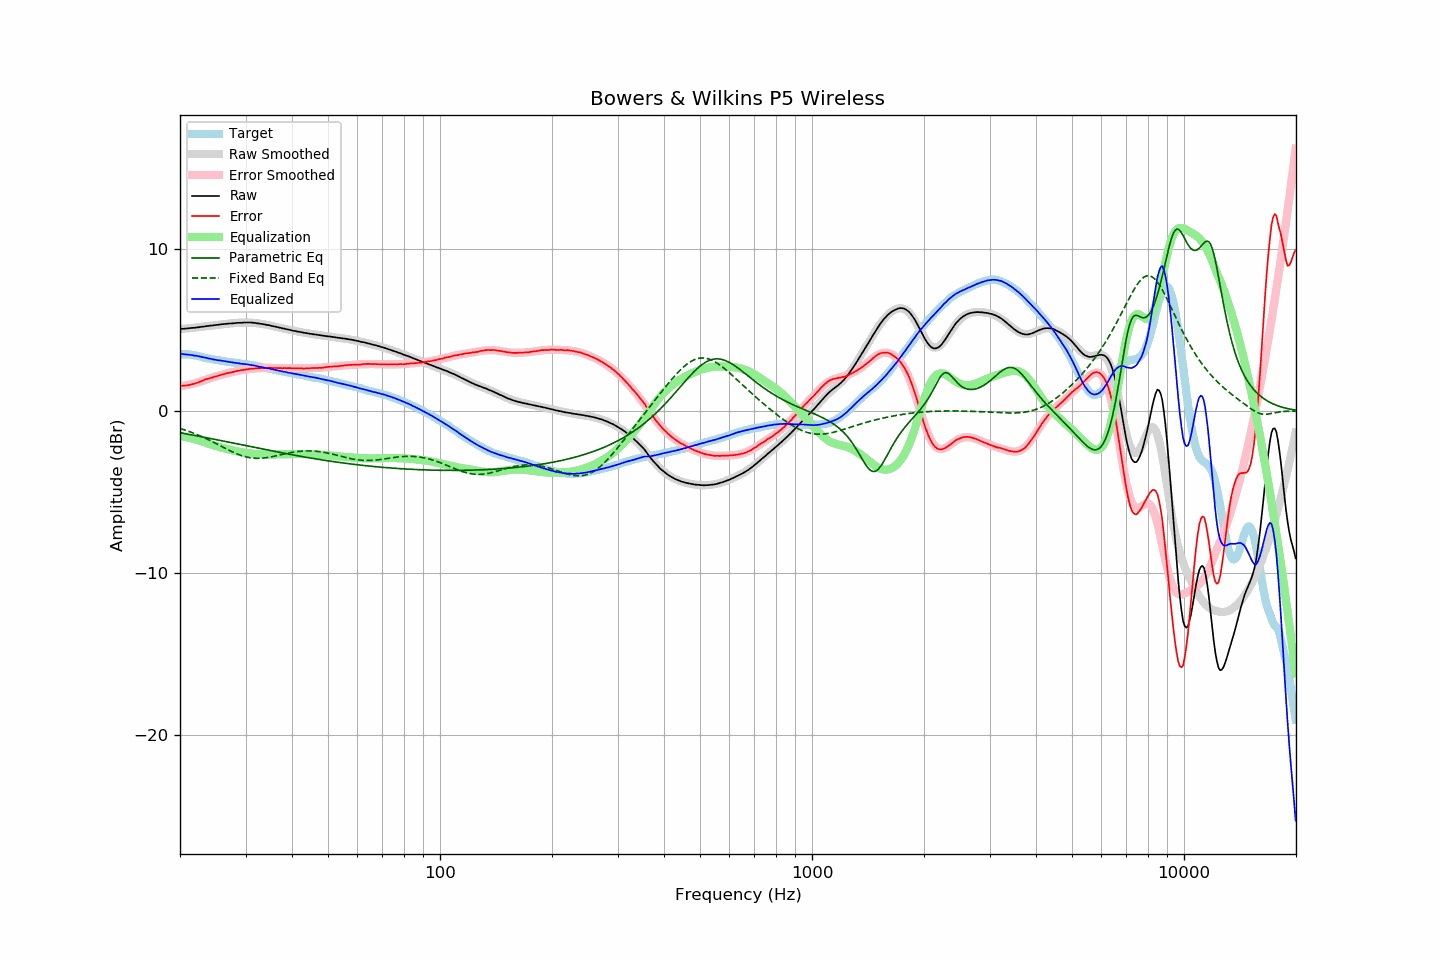 Bowers & Wilkins P5 Wireless
Target
Raw Smoothed
Error Smoothed
Raw
Error
Equalization
Parametric Eq
Fixed Band Eq
Equalized
10
0
−10
−20
Amplitude (dBr)
100
1000
10000
Frequency (Hz)